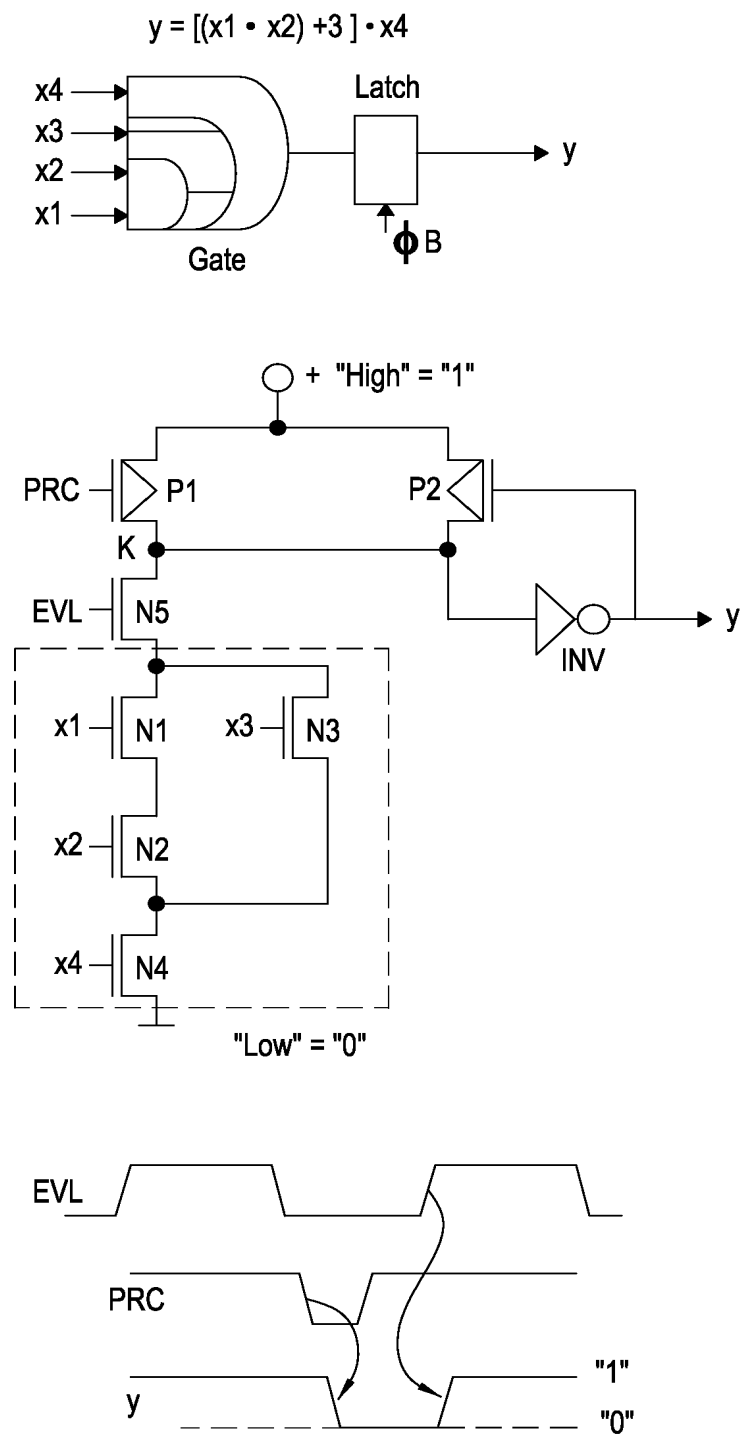 y = [(x1 • x2) +3 ] • x4
x4
x3
x2
x1
Latch
y
ϕ B
Gate
+ "High" = "1"
PRC
P1
P2
K
EVL
N5
y
INV
x1
N1
x3
N3
x2
N2
x4
N4
"Low" = "0"
EVL
PRC
"1"
y
"0"